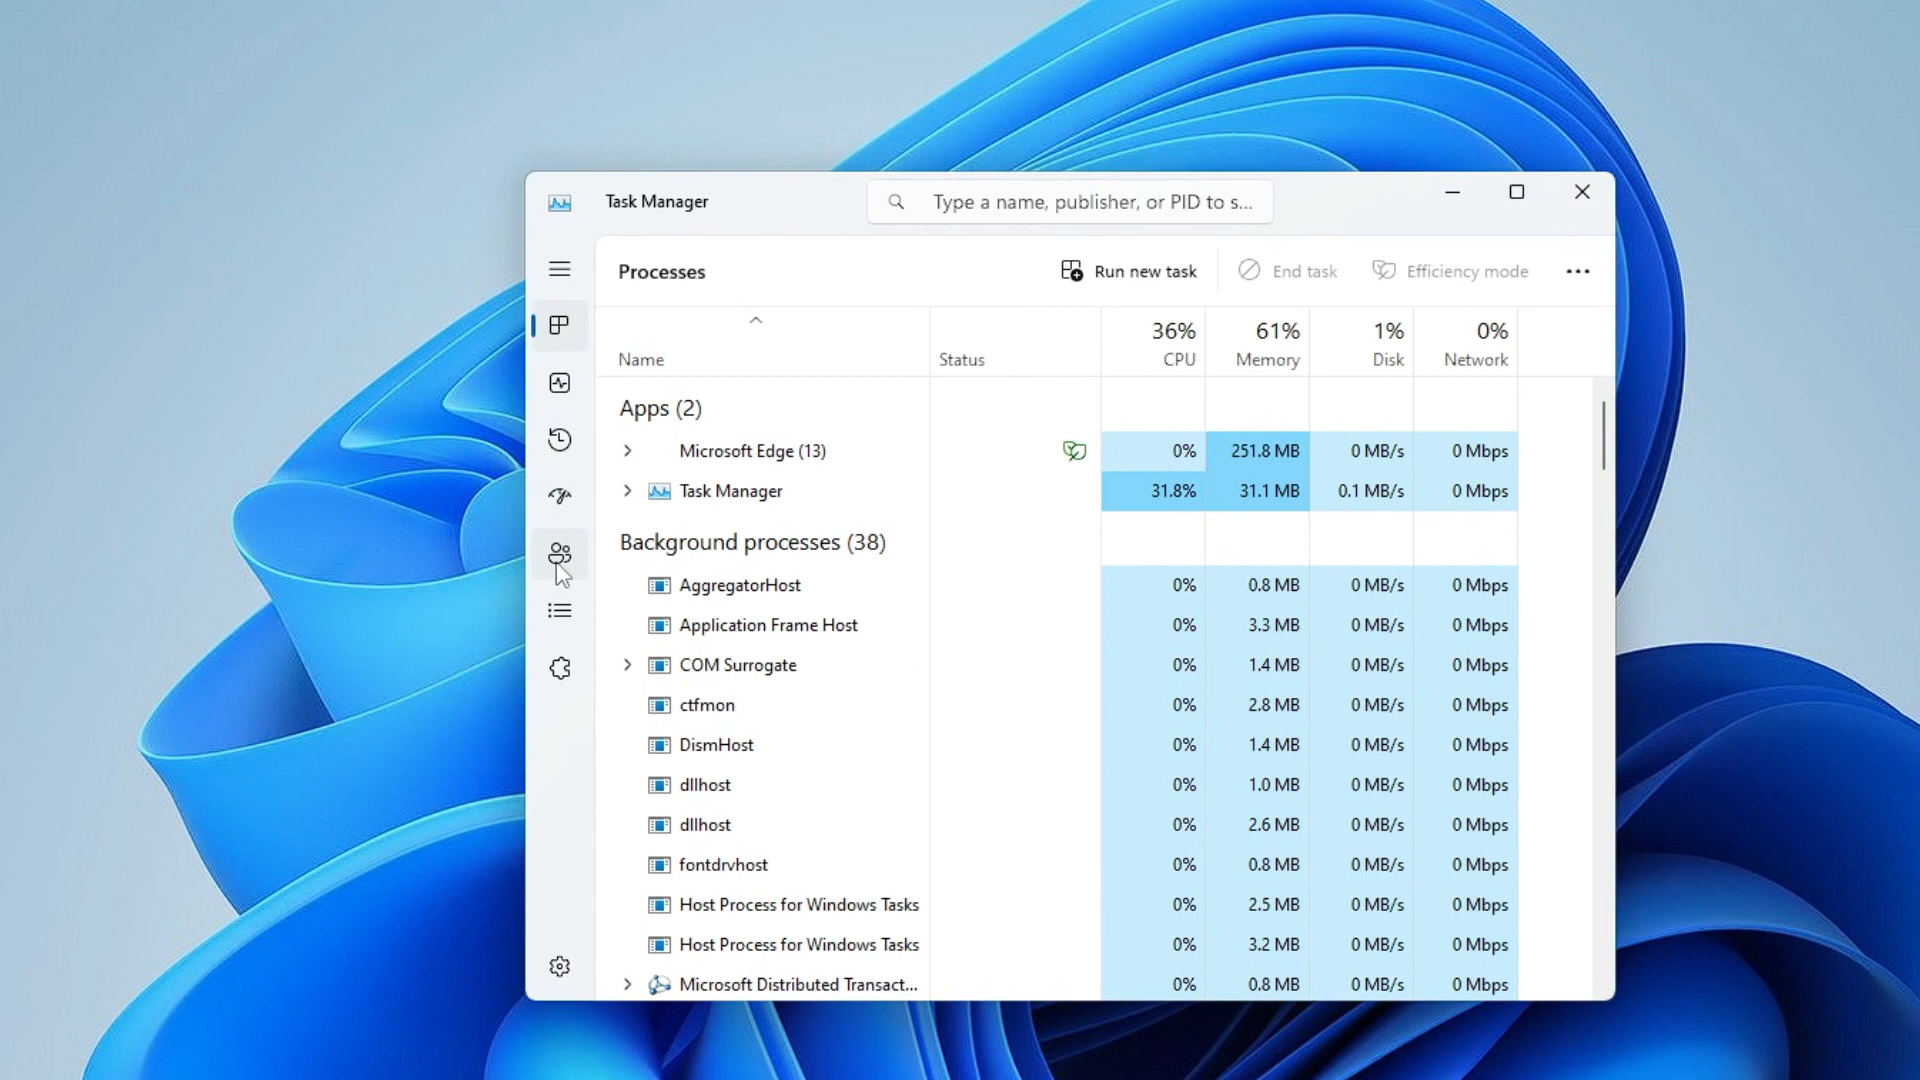 Task Manager
Type a name, publisher, or PID to s...
Processes
Run new task
End task
Efficiency mode
36% 61% 1% 0%
Name Status CPU Memory Disk Network
Apps (2)
Microsoft Edge (13) 0% 251.8 MB 0 MB/s 0 Mbps
Task Manager 31.8% 31.1 MB 0.1 MB/s 0 Mbps
Background processes (38)
AggregatorHost 0% 0.8 MB 0 MB/s 0 Mbps
Application Frame Host 0% 3.3 MB 0 MB/s 0 Mbps
COM Surrogate 0% 1.4 MB 0 MB/s 0 Mbps
ctfmon 0% 2.8 MB 0 MB/s 0 Mbps
DismHost 0% 1.4 MB 0 MB/s 0 Mbps
dllhost 0% 1.0 MB 0 MB/s 0 Mbps
dllhost 0% 2.6 MB 0 MB/s 0 Mbps
fontdrvhost 0% 0.8 MB 0 MB/s 0 Mbps
Host Process for Windows Tasks 0% 2.5 MB 0 MB/s 0 Mbps
Host Process for Windows Tasks 0% 3.2 MB 0 MB/s 0 Mbps
Microsoft Distributed Transact... 0% 0.8 MB 0 MB/s 0 Mbps